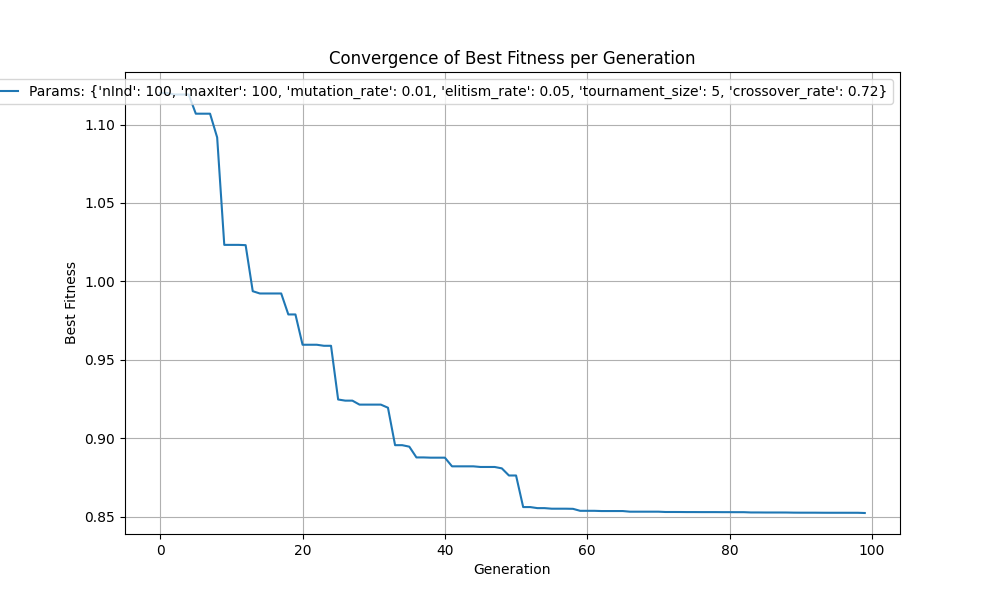 Convergence of Best Fitness per Generation
Params: {'nInd': 100, 'maxIter': 100, 'mutation_rate': 0.01, 'elitism_rate': 0.05, 'tournament_size': 5, 'crossover_rate': 0.72}
1.10
1.05
1.00
0.95
0.90
0.85
Best Fitness
0 20 40 60 80 100
Generation